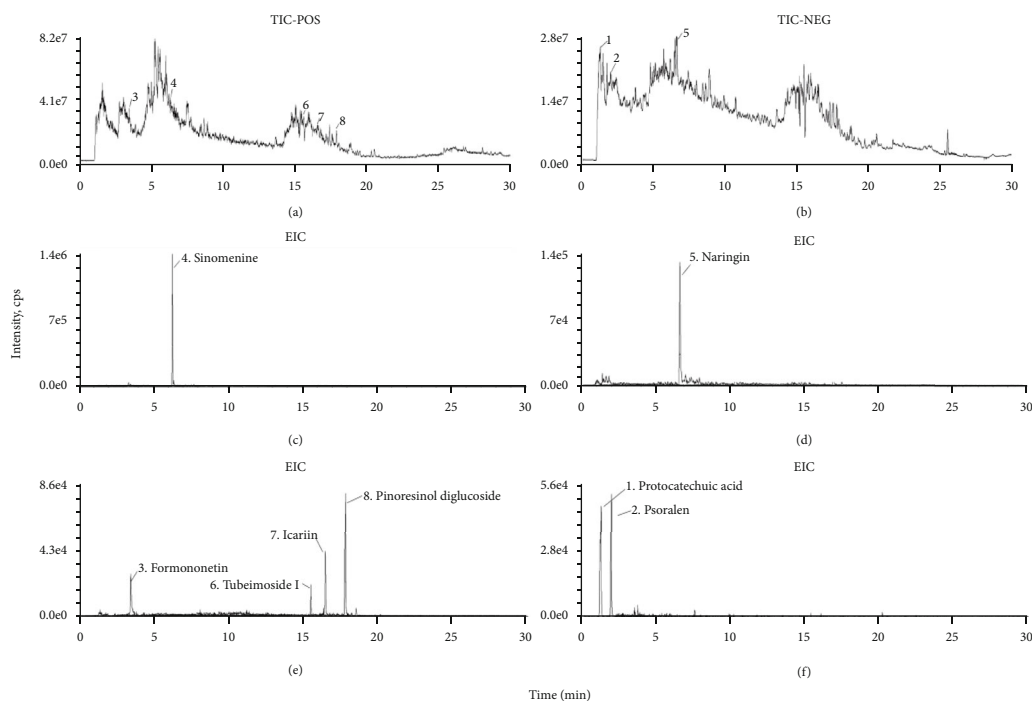 TIC-POS
8.2e7
4.1e7
0.0e0
3
4
6
7
8
0 5 10 15 20 25 30
(a)
TIC-NEG
2.8e7
1.4e7
0.0e0
1
2
5
0 5 10 15 20 25 30
(b)
Intensity, cps
EIC
1.4e6
7e5
0.0e0
4. Sinomenine
0 5 10 15 20 25 30
(c)
EIC
1.4e5
7e4
0.0e0
5. Naringin
0 5 10 15 20 25 30
(d)
EIC
8.6e4
4.3e4
0.0e0
8. Pinoresinol diglucoside
7. Icariin
3. Formononetin
6. Tubeimoside I
0 5 10 15 20 25 30
(e)
EIC
5.6e4
2.8e4
0.0e0
1. Protocatechuic acid
2. Psoralen
0 5 10 15 20 25 30
(f)
Time (min)